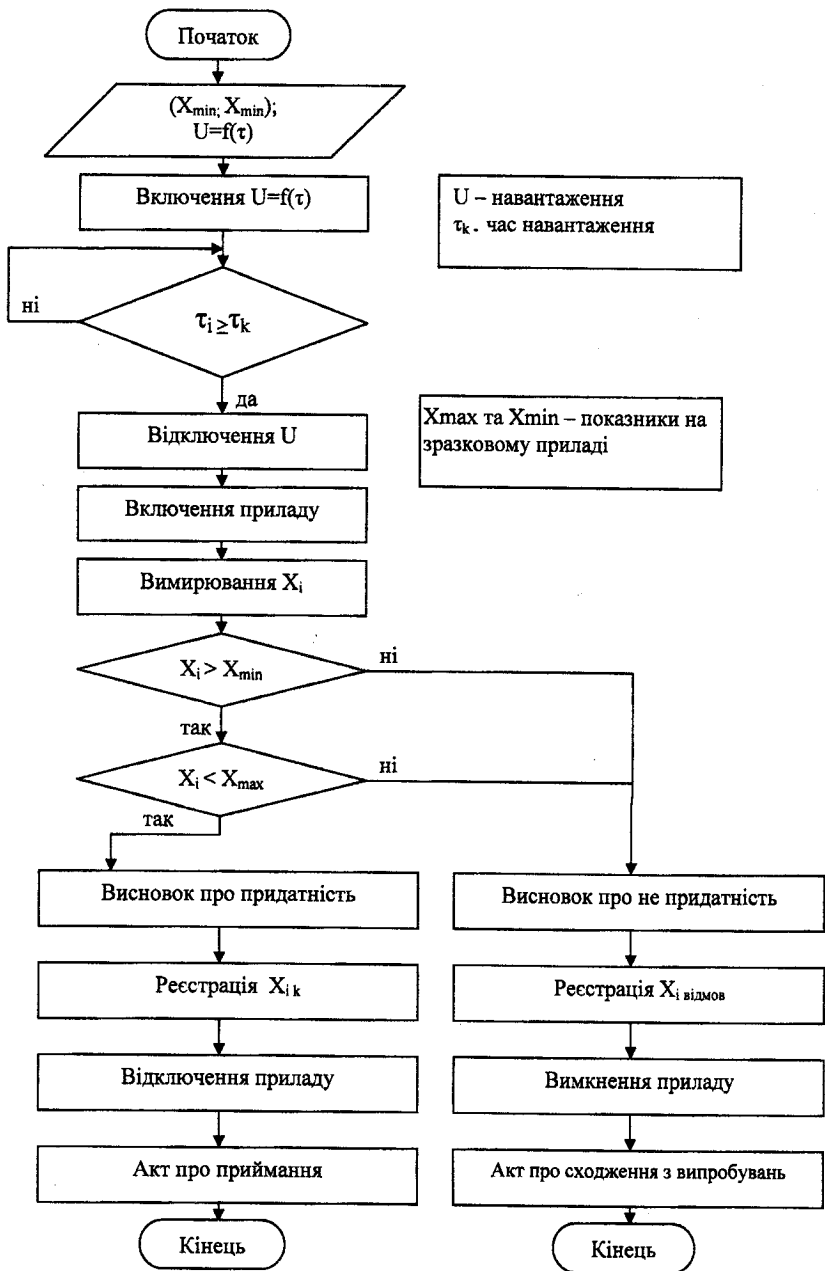 Початок
(Xmin; Xmin);
U=f(τ)
Включення U=f(τ)
U – навантаження
τk . час навантаження
ні
τi ≥τk
да
Відключення U
Xmax та Xmin – показники на
зразковому приладі
Включення приладу
Вимирювання Xi
Xi > Xmin
ні
так
Xi < Xmax
ні
так
Висновок про придатність
Висновок про не придатність
Реєстрація Xi k
Реєстрація Xi відмов
Відключення приладу
Вимкнення приладу
Акт про приймання
Акт про сходження з випробувань
Кінець
Кінець